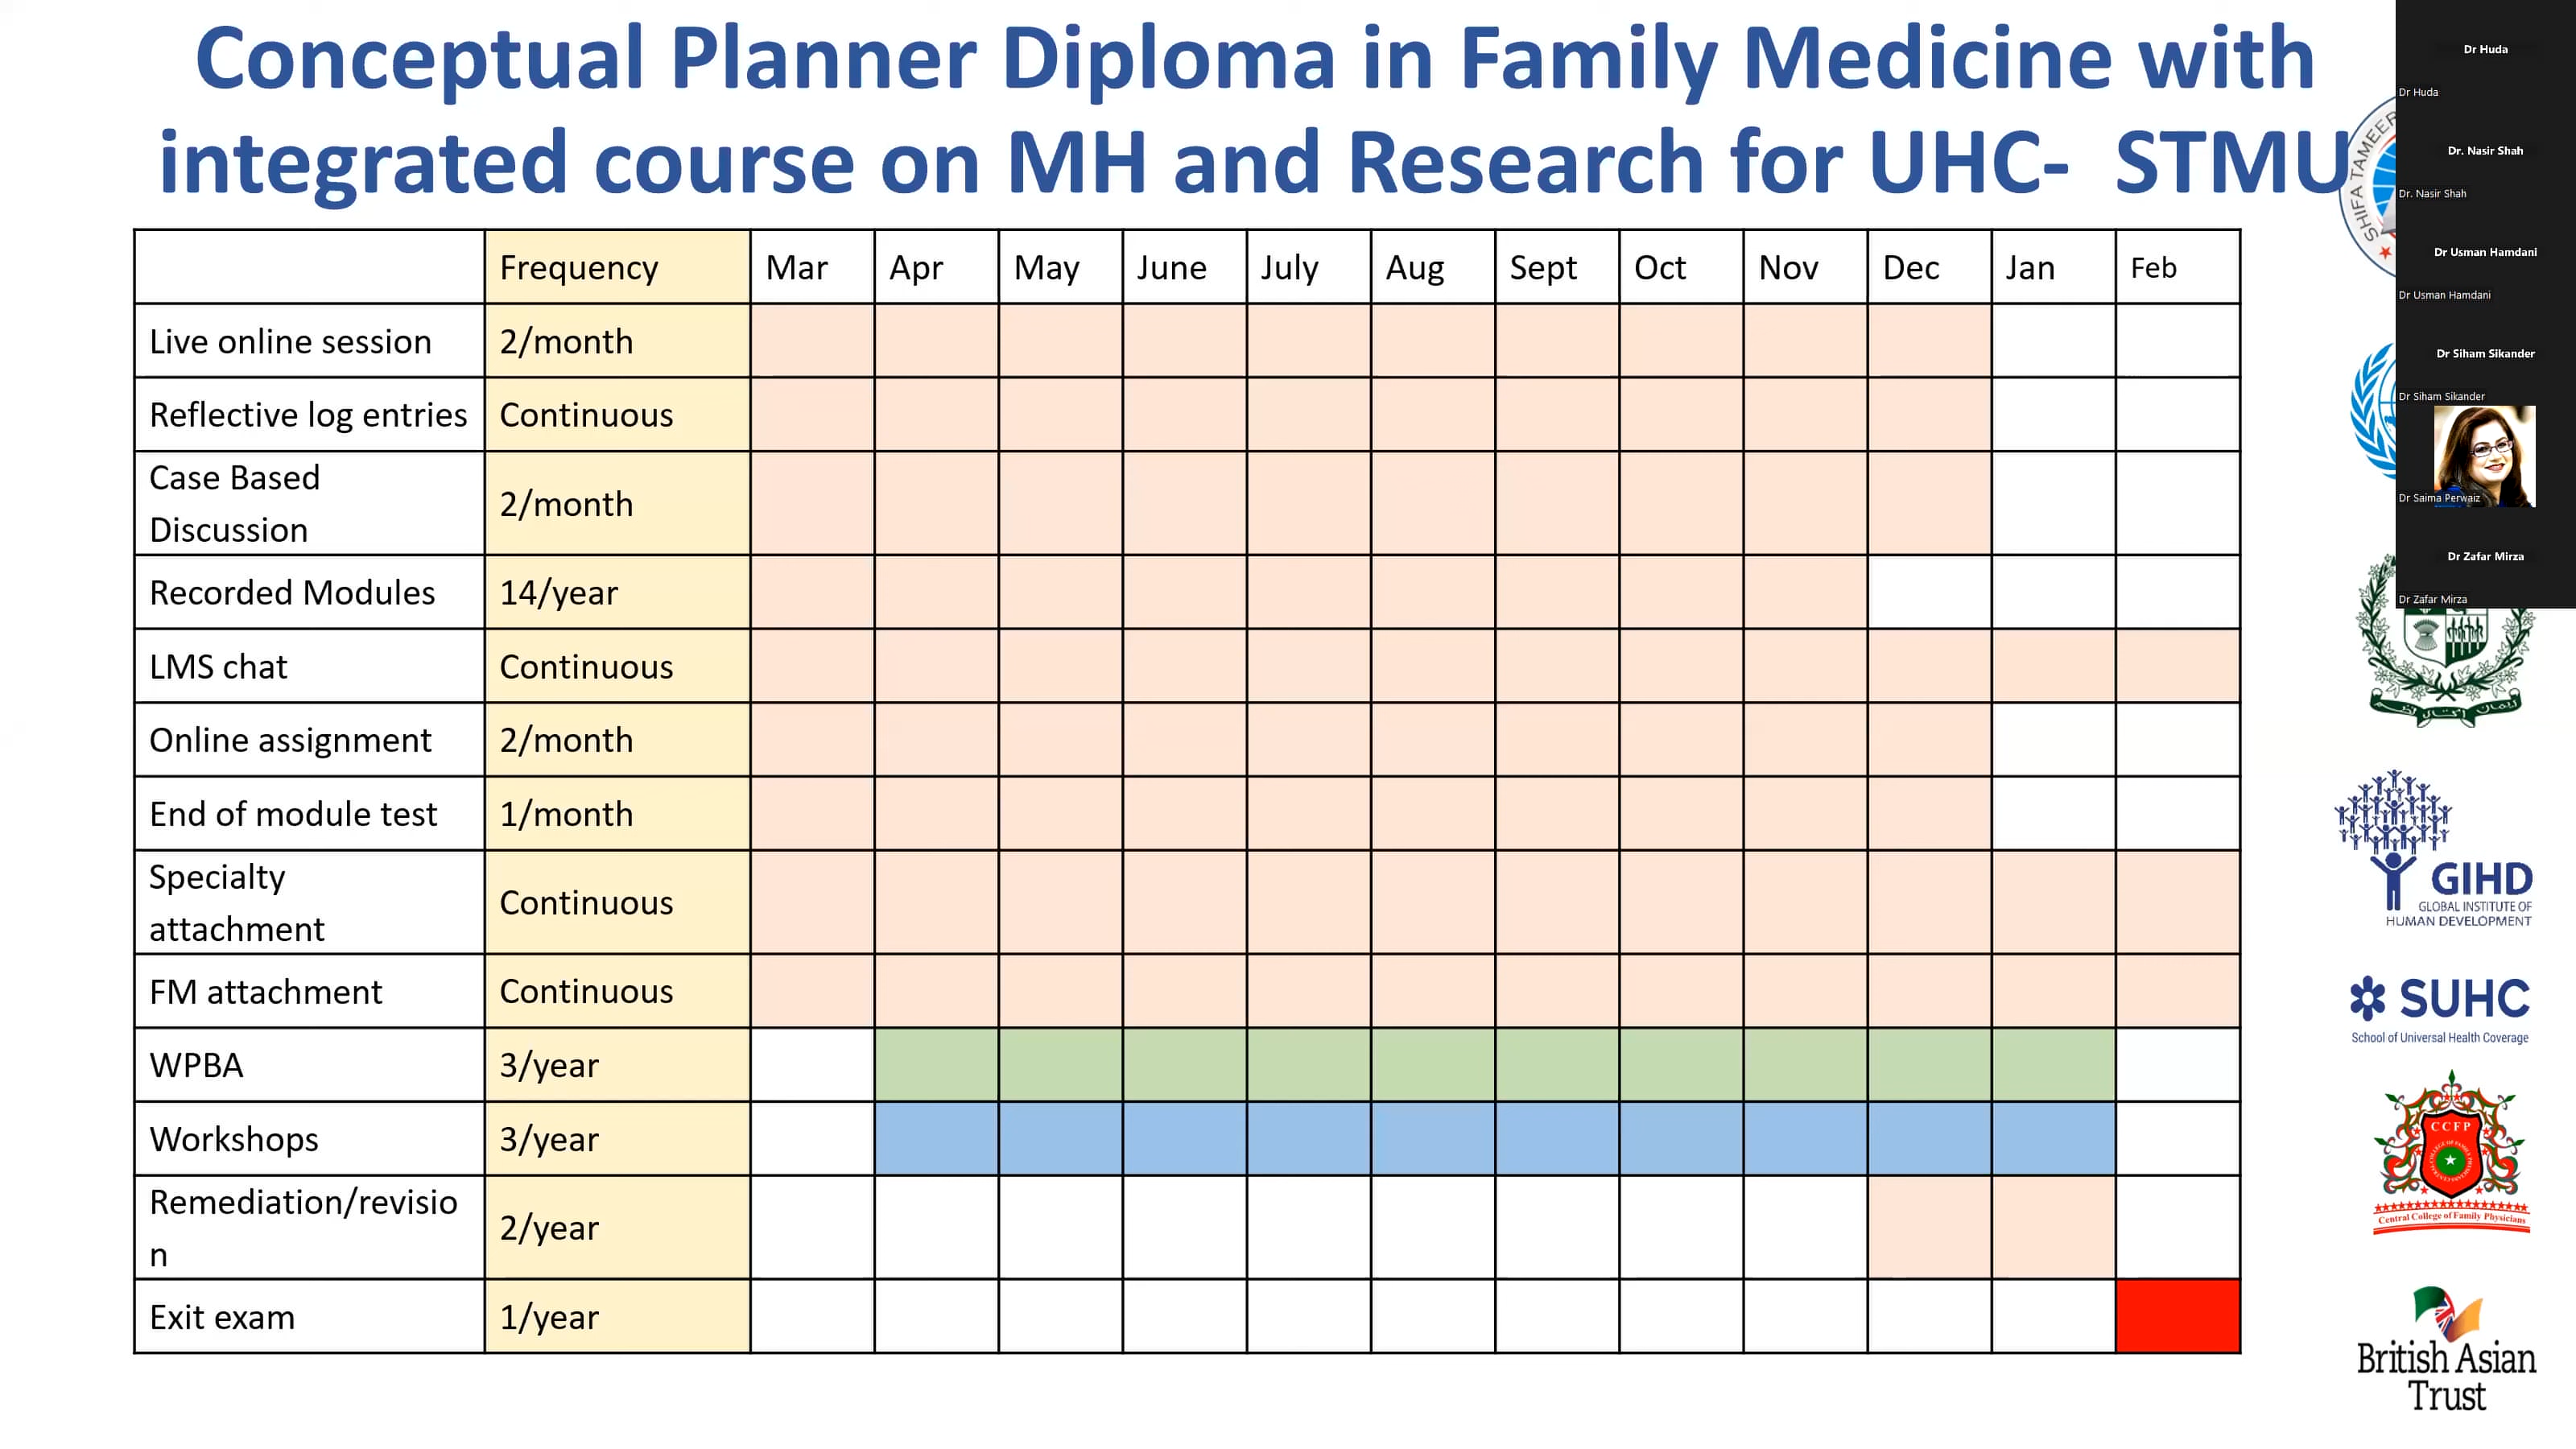 Conceptual Planner Diploma in Family Medicine with
integrated course on MH and Research for UHC- STMU
Frequency Mar Apr May June July Aug Sept Oct Nov Dec Jan Feb
Live online session 2/month
Reflective log entries Continuous
Case Based
Discussion
2/month
Recorded Modules 14/year
LMS chat Continuous
Online assignment 2/month
End of module test 1/month
Specialty
attachment
Continuous
FM attachment Continuous
WPBA 3/year
Workshops 3/year
Remediation/revisio
n
2/year
Exit exam 1/year
Dr Huda
Dr Huda
Dr. Nasir Shah
Dr. Nasir Shah
Dr Usman Hamdani
Dr Usman Hamdani
Dr Siham Sikander
Dr Siham Sikander
Dr Saima Perwaiz
Dr Zafar Mirza
Dr Zafar Mirza
SHIFA TAMEER
GIHD
GLOBAL INSTITUTE OF
HUMAN DEVELOPMENT
SUHC
School of Universal Health Coverage
CCFP
Central College of Family Physicians
British Asian
Trust